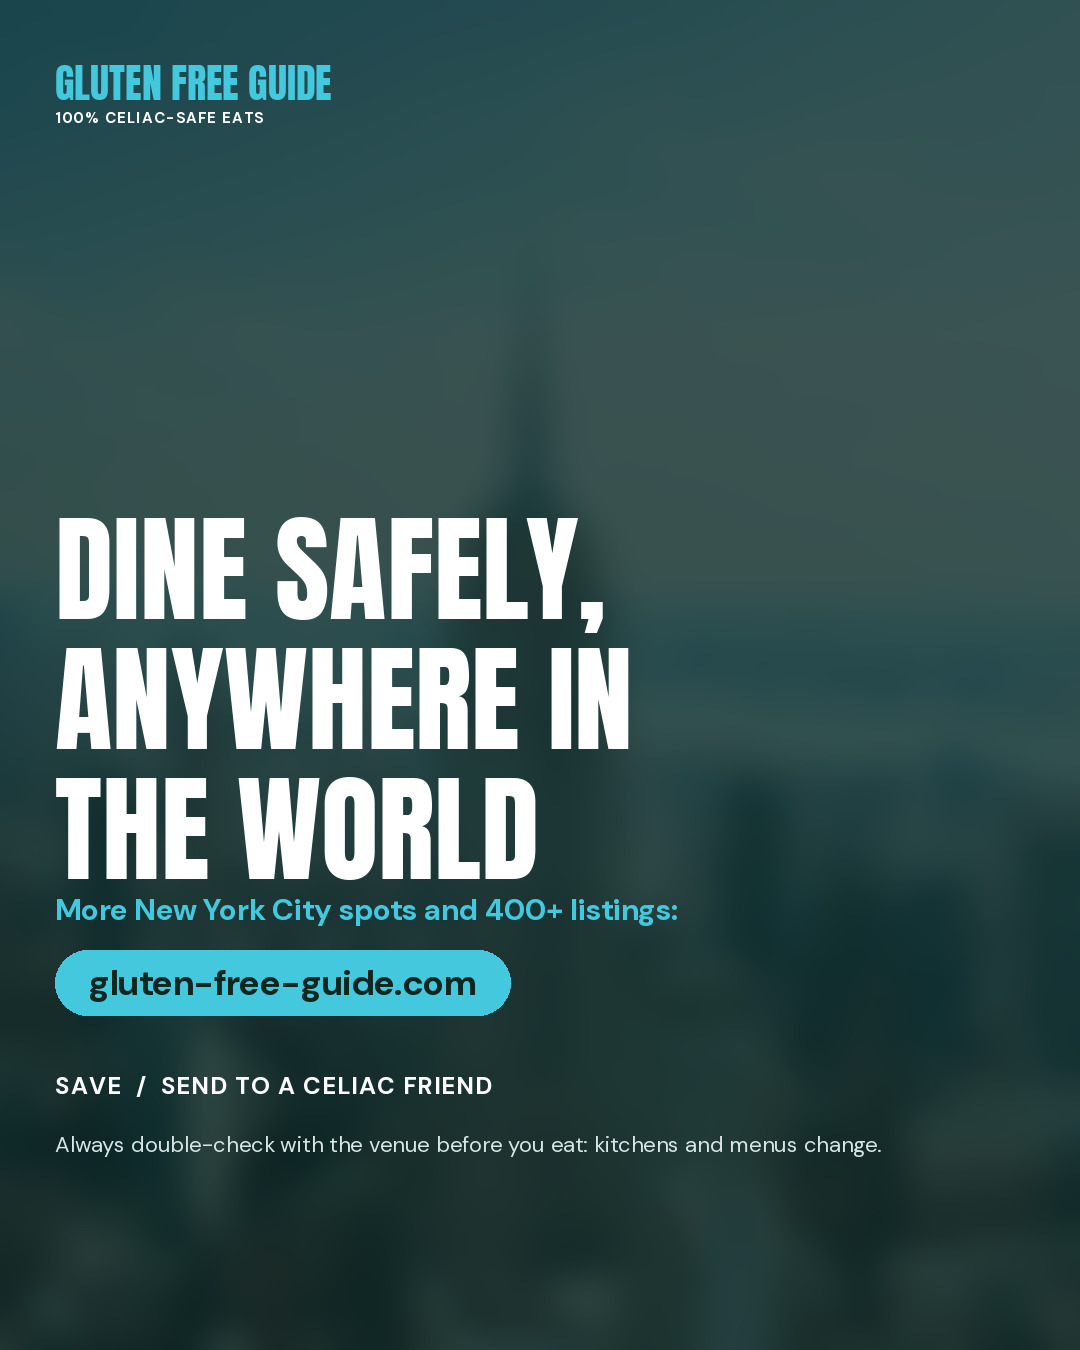 GLUTEN FREE GUIDE
100% CELIAC-SAFE EATS
DINE SAFELY,
ANYWHERE IN
THE WORLD
More New York City spots and 400+ listings:
gluten-free-guide.com
SAVE / SEND TO A CELIAC FRIEND
Always double-check with the venue before you eat: kitchens and menus change.